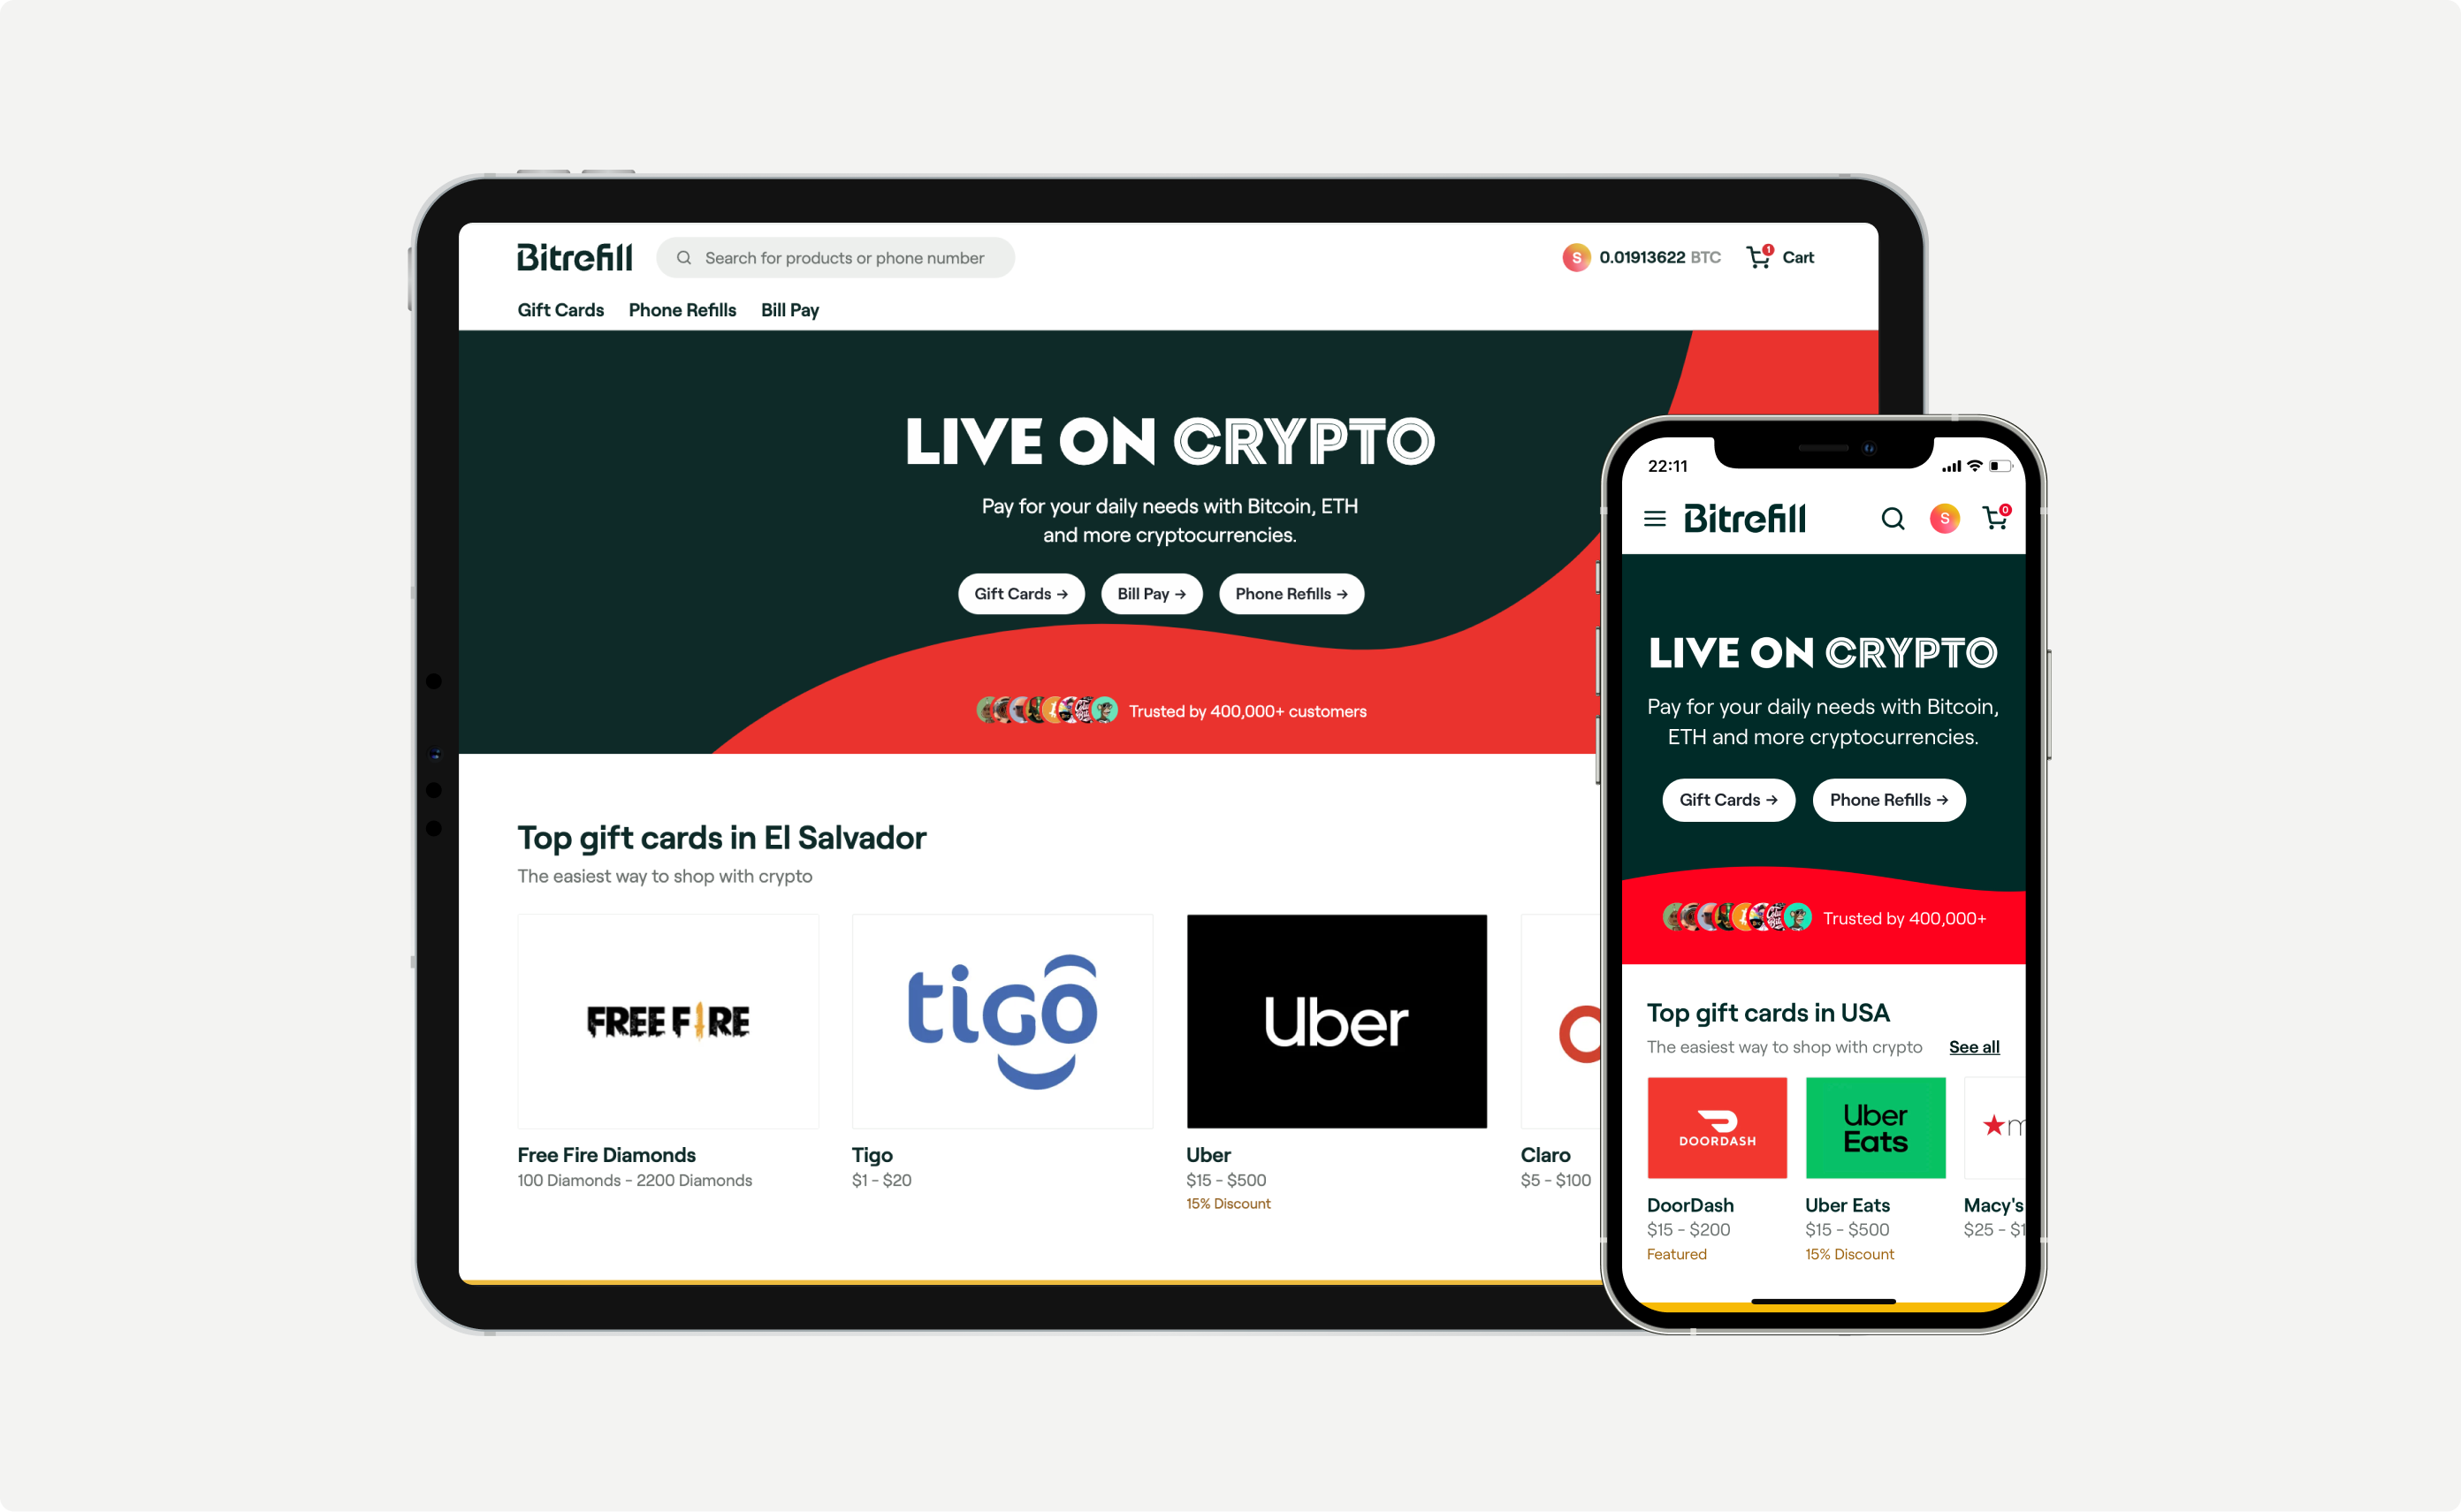 Bitrefill
Search for products or phone number
S 0.01913622 BTC
1
Cart
Gift Cards Phone Refills Bill Pay
LIVE ON CRYPTO
Pay for your daily needs with Bitcoin, ETH
and more cryptocurrencies.
Gift Cards → Bill Pay → Phone Refills →
Trusted by 400,000+ customers
Top gift cards in El Salvador
The easiest way to shop with crypto
FREE FIRE
tigo
Uber
Free Fire Diamonds
100 Diamonds - 2200 Diamonds
Tigo
$1 - $20
Uber
$15 - $500
15% Discount
Claro
$5 - $100
22:11
Bitrefill
S
0
LIVE ON CRYPTO
Pay for your daily needs with Bitcoin,
ETH and more cryptocurrencies.
Gift Cards → Phone Refills →
Trusted by 400,000+
Top gift cards in USA
The easiest way to shop with crypto See all
DOORDASH
Uber
Eats
DoorDash
$15 - $200
Featured
Uber Eats
$15 - $500
15% Discount
Macy's
$25 - $1